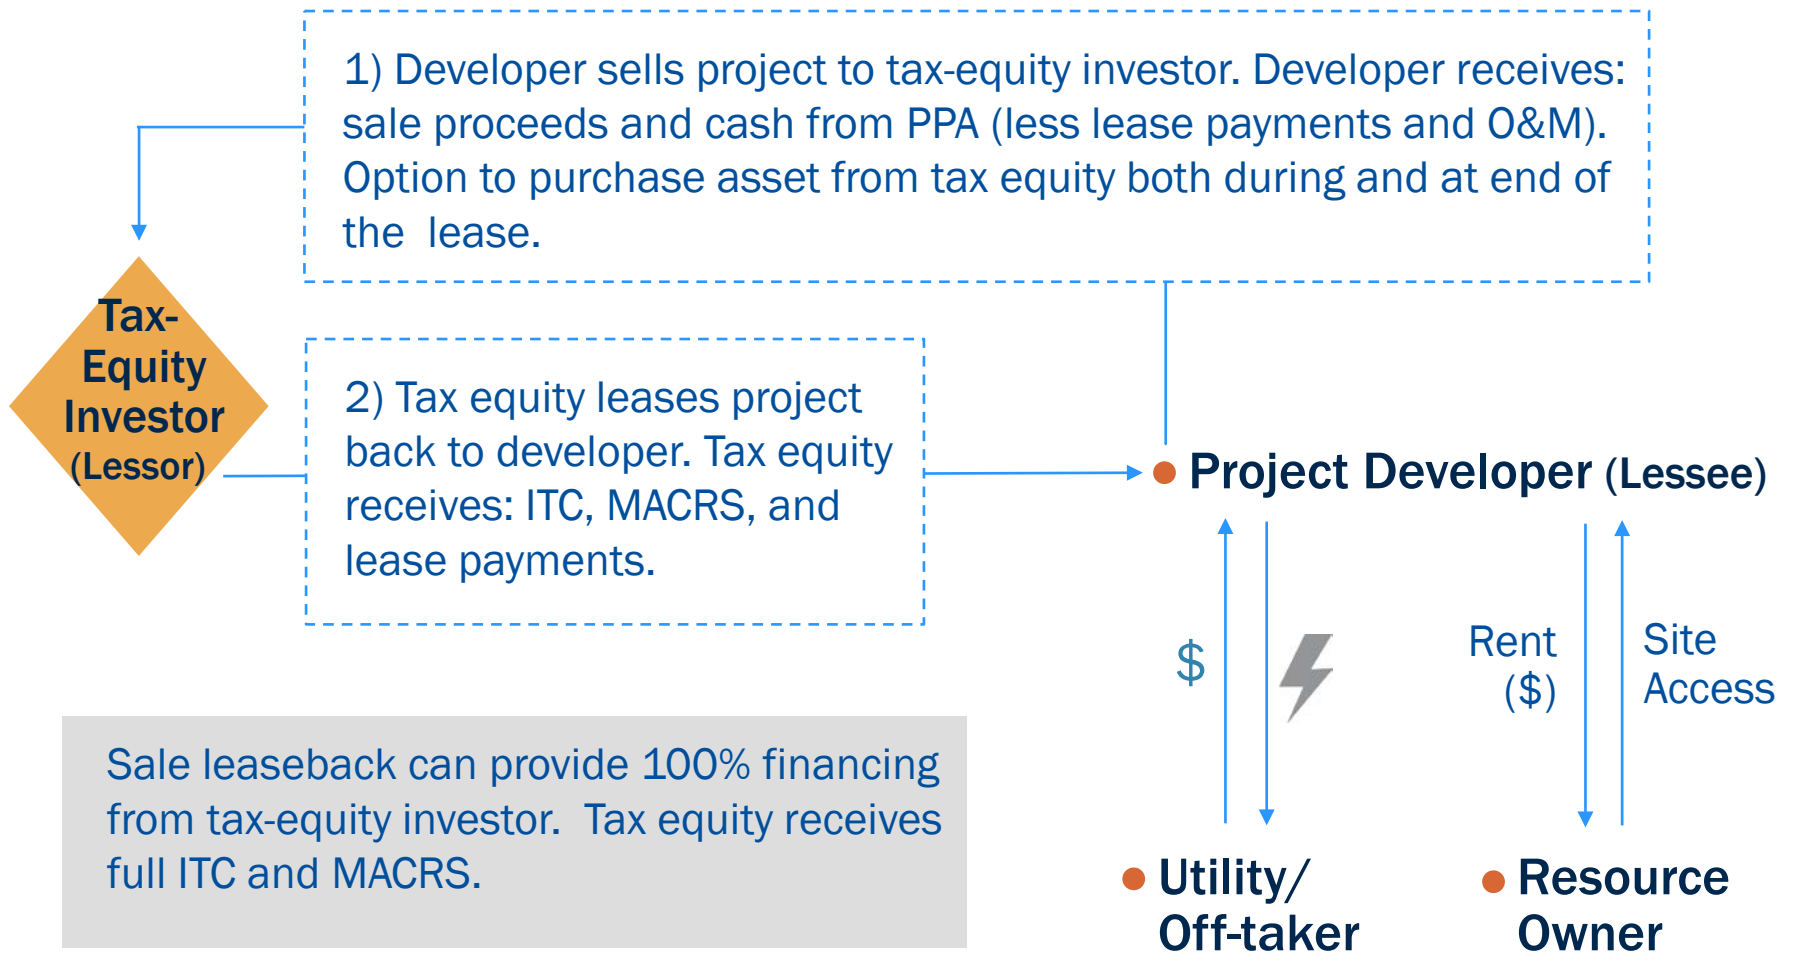 1) Developer sells project to tax-equity investor. Developer receives:
sale proceeds and cash from PPA (less lease payments and O&M).
Option to purchase asset from tax equity both during and at end of
the lease.
Tax-
Equity
Investor
(Lessor)
2) Tax equity leases project
back to developer. Tax equity
receives: ITC, MACRS, and
lease payments.
Project Developer (Lessee)
$
Rent
($)
Site
Access
Sale leaseback can provide 100% financing
from tax-equity investor. Tax equity receives
full ITC and MACRS.
Utility/
Off-taker
Resource
Owner